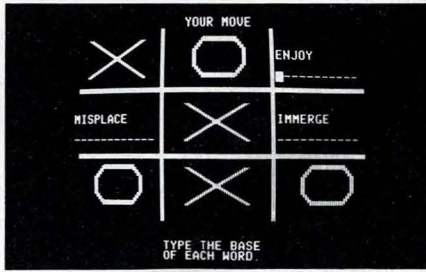 YOUR MOVE
ENJOY
MISPLACE
IMMERGE
TYPE THE BASE
OF EACH WORD.